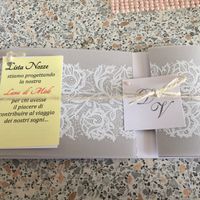 Lista Nozze
stiamo progettando
la nostra
Luna di Miele
per chi avesse
il piacere di
contribuire al viaggio
dei nostri sogni...
D
V